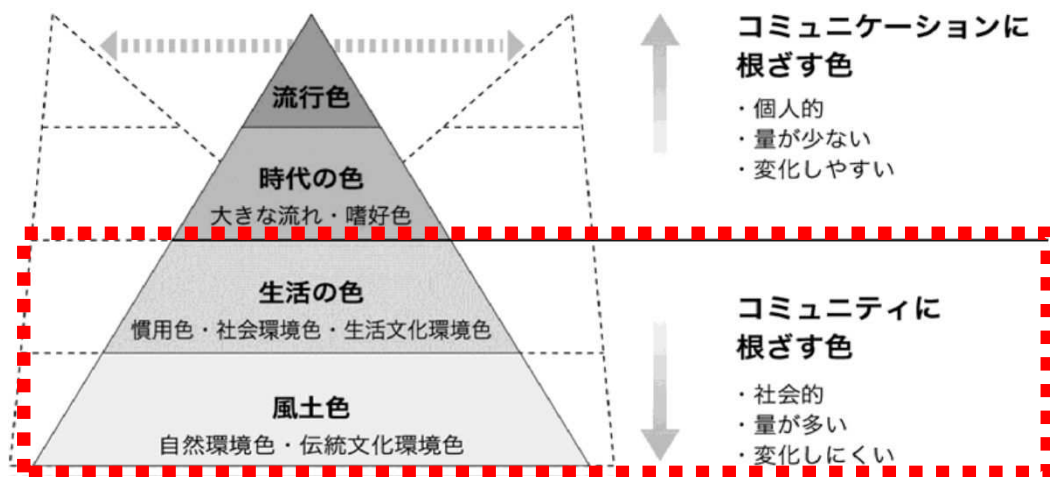 流行色
時代の色
大きな流れ・嗜好色
生活の色
慣用色・社会環境色・生活文化環境色
風土色
自然環境色・伝統文化環境色
コミュニケーションに
根ざす色
・個人的
・量が少ない
・変化しやすい
コミュニティに
根ざす色
・社会的
・量が多い
・変化しにくい